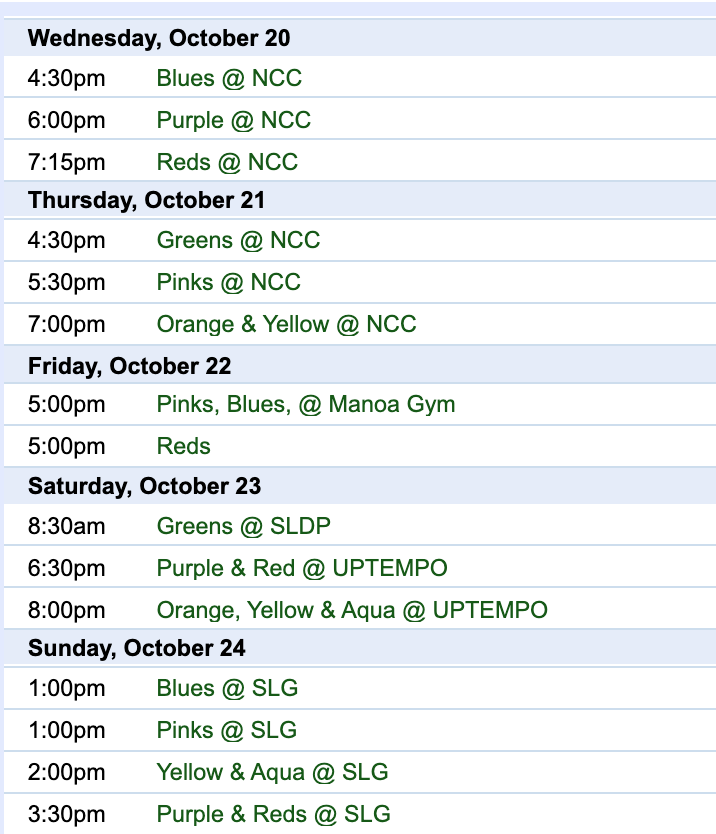 Wednesday, October 20
4:30pm Blues @ NCC
6:00pm Purple @ NCC
7:15pm Reds @ NCC
Thursday, October 21
4:30pm Greens @ NCC
5:30pm Pinks @ NCC
7:00pm Orange & Yellow @ NCC
Friday, October 22
5:00pm Pinks, Blues, @ Manoa Gym
5:00pm Reds
Saturday, October 23
8:30am Greens @ SLDP
6:30pm Purple & Red @ UPTEMPO
8:00pm Orange, Yellow & Aqua @ UPTEMPO
Sunday, October 24
1:00pm Blues @ SLG
1:00pm Pinks @ SLG
2:00pm Yellow & Aqua @ SLG
3:30pm Purple & Reds @ SLG